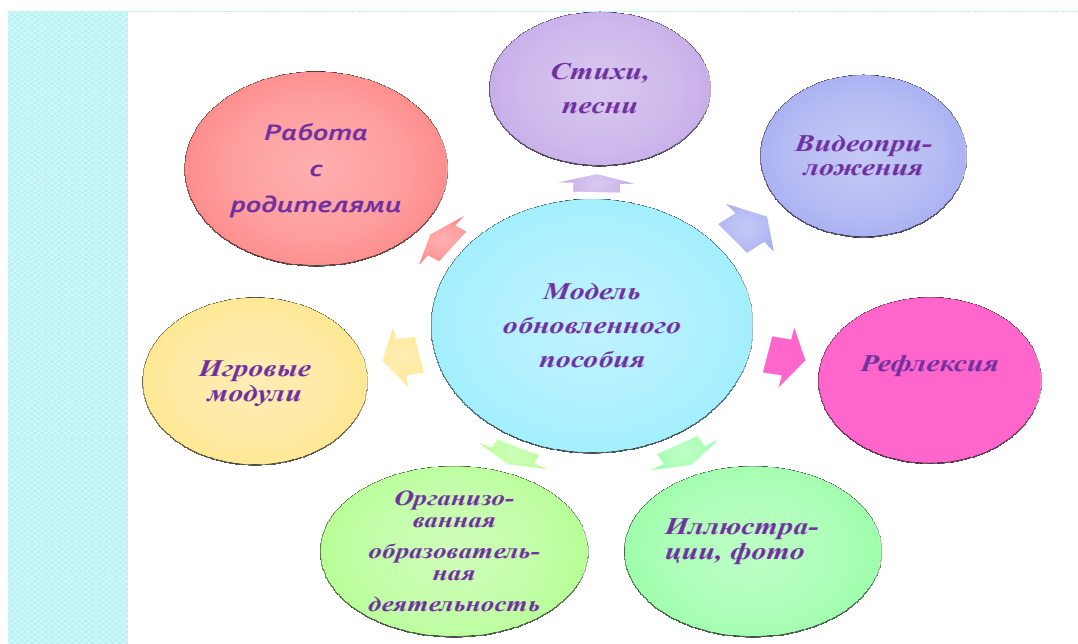 Стихи,
песни
Видеопри-
ложения
Работа
с
родителями
Модель
обновленного
пособия
Рефлексия
Игровые
модули
Организо-
ванная
образователь-
ная
деятельность
Иллюстра-
ции, фото